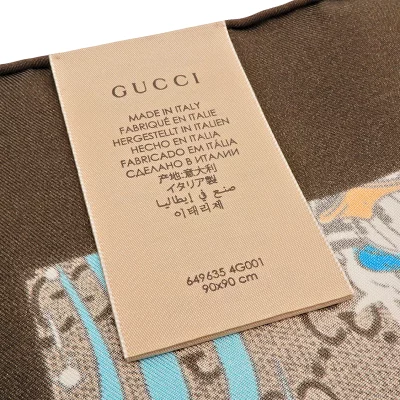 GUCCI
MADE IN ITALY
FABRIQUÉ EN ITALIE
HERGESTELLT IN ITALIEN
HECHO EN ITALIA
FABRICADO EM ITÁLIA
СДЕЛАНО В ИТАЛИИ
产地:意大利
イタリア製
صنع في إيطاليا
이태리제
649635 4G001
90x90 cm